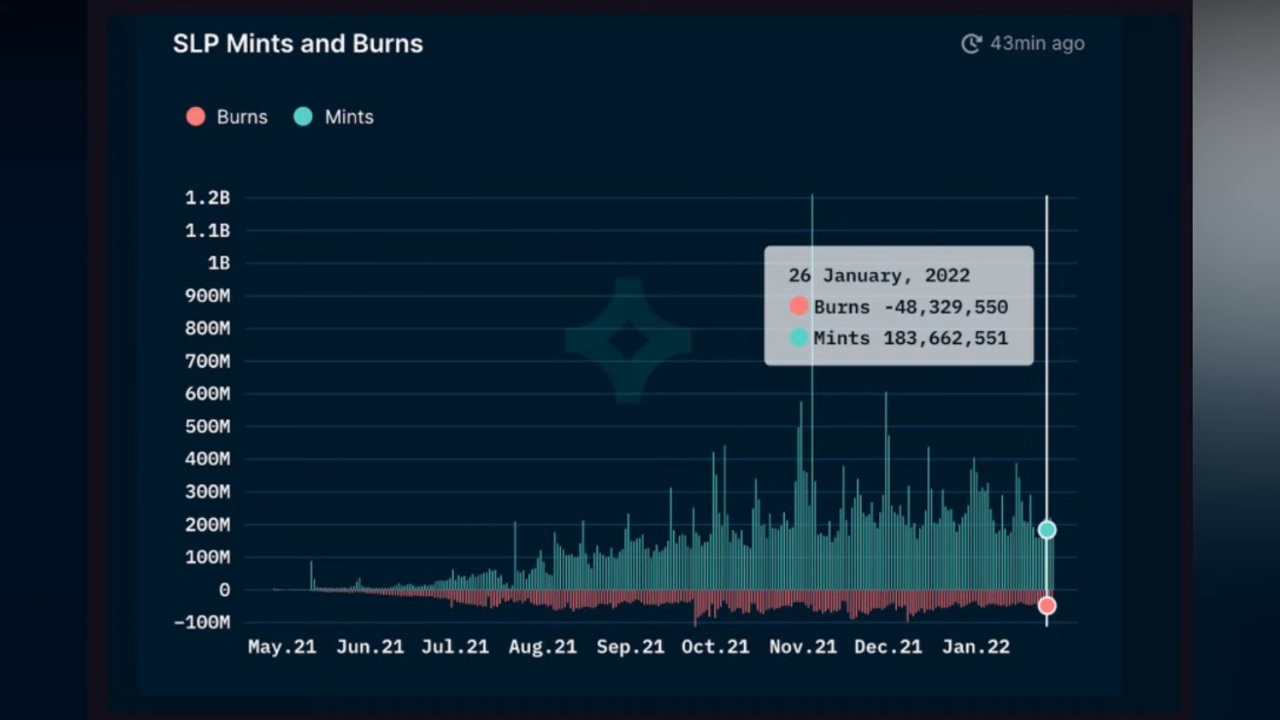 SLP Mints and Burns
43min ago
Burns
Mints
1.2B
1.1B
1B
900M
800M
700M
600M
500M
400M
300M
200M
100M
0
-100M
26 January, 2022
Burns -48,329,550
Mints 183,662,551
May.21 Jun.21 Jul.21 Aug.21 Sep.21 Oct.21 Nov.21 Dec.21 Jan.22